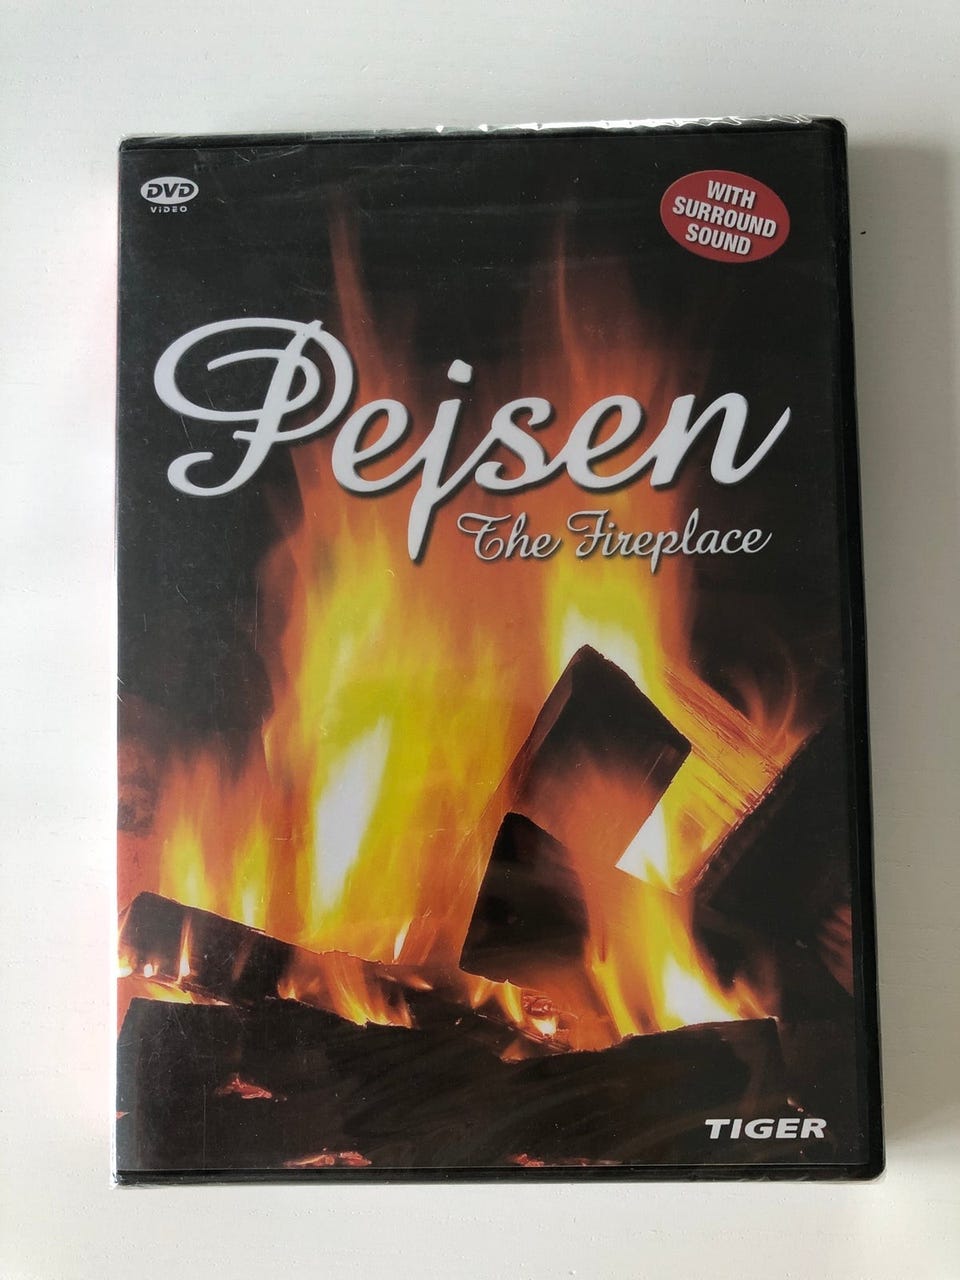 DVD
VIDEO
WITH
SURROUND
SOUND
Pejsen
The Fireplace
TIGER